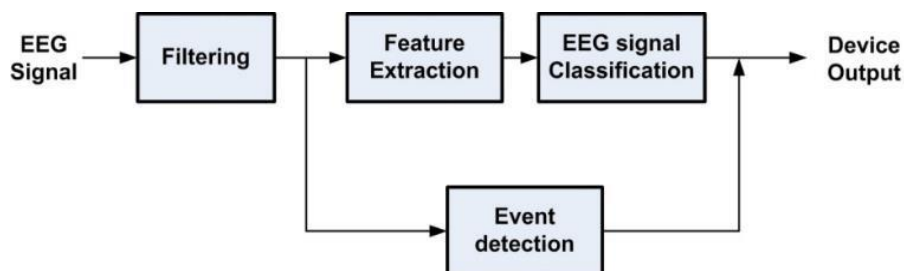 EEG
Signal
Filtering
Feature
Extraction
EEG signal
Classification
Device
Output
Event
detection